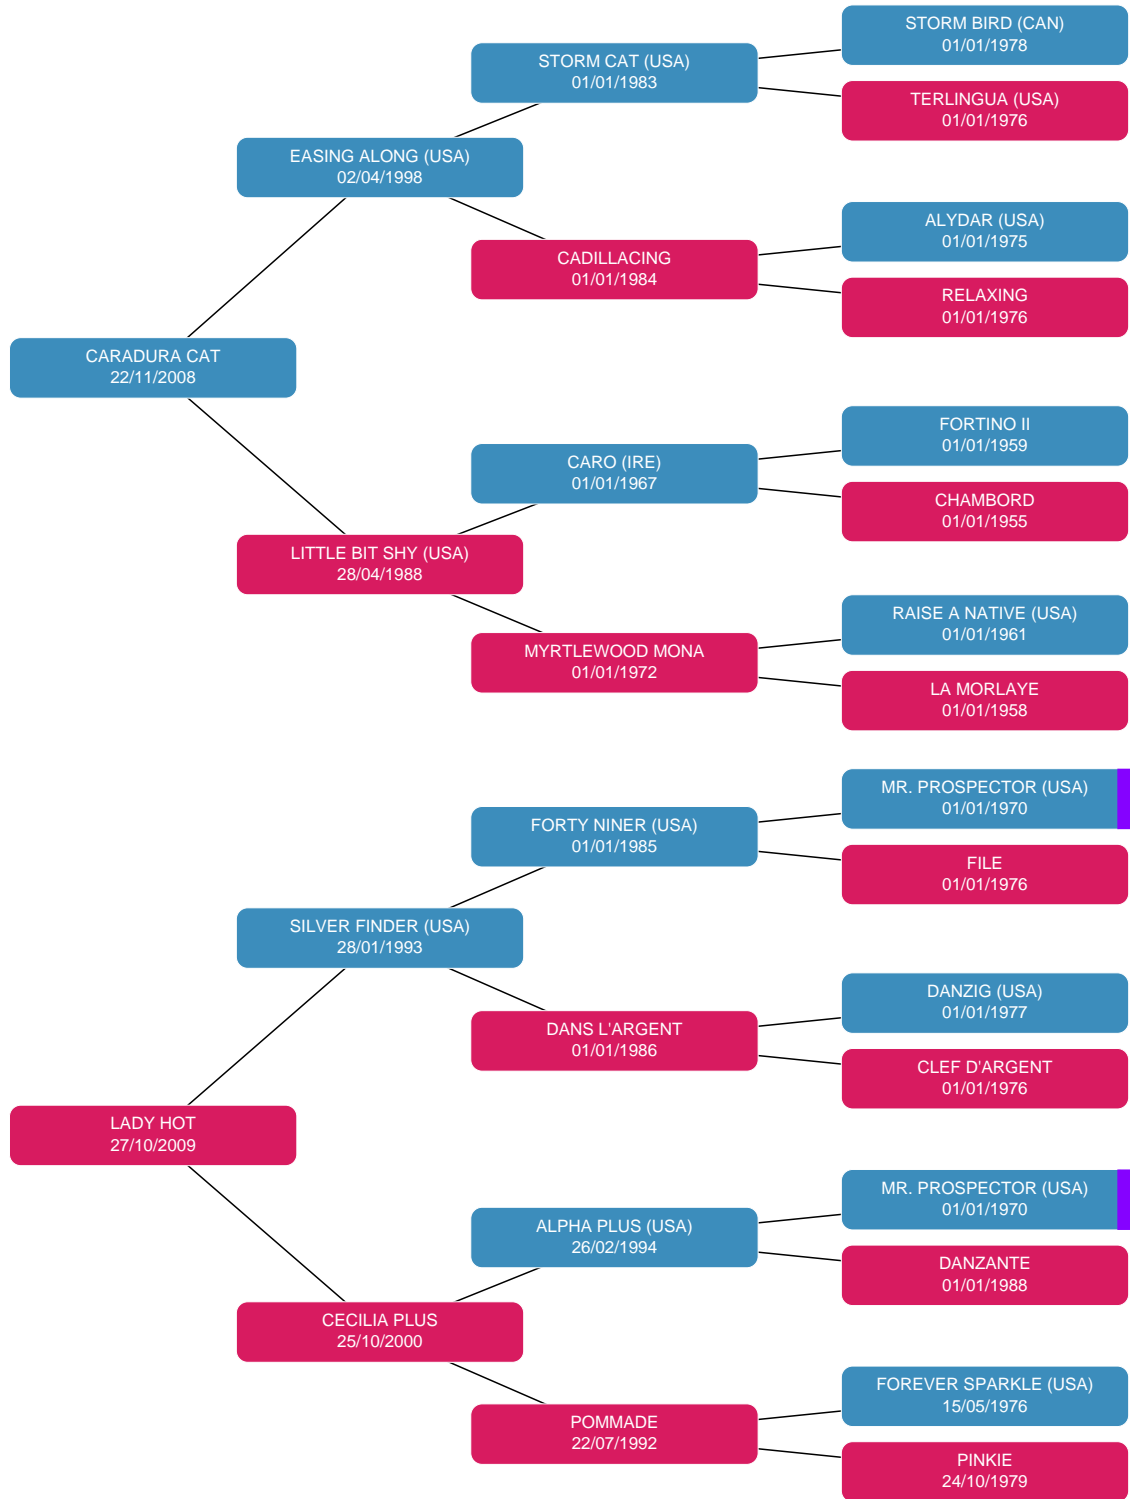 STORM BIRD (CAN)
01/01/1978
STORM CAT (USA)
01/01/1983
TERLINGUA (USA)
01/01/1976
EASING ALONG (USA)
02/04/1998
ALYDAR (USA)
01/01/1975
CADILLACING
01/01/1984
RELAXING
01/01/1976
CARADURA CAT
22/11/2008
FORTINO II
01/01/1959
CARO (IRE)
01/01/1967
CHAMBORD
01/01/1955
LITTLE BIT SHY (USA)
28/04/1988
RAISE A NATIVE (USA)
01/01/1961
MYRTLEWOOD MONA
01/01/1972
LA MORLAYE
01/01/1958
MR. PROSPECTOR (USA)
01/01/1970
FORTY NINER (USA)
01/01/1985
FILE
01/01/1976
SILVER FINDER (USA)
28/01/1993
DANZIG (USA)
01/01/1977
DANS L'ARGENT
01/01/1986
CLEF D'ARGENT
01/01/1976
LADY HOT
27/10/2009
MR. PROSPECTOR (USA)
01/01/1970
ALPHA PLUS (USA)
26/02/1994
DANZANTE
01/01/1988
CECILIA PLUS
25/10/2000
FOREVER SPARKLE (USA)
15/05/1976
POMMADE
22/07/1992
PINKIE
24/10/1979